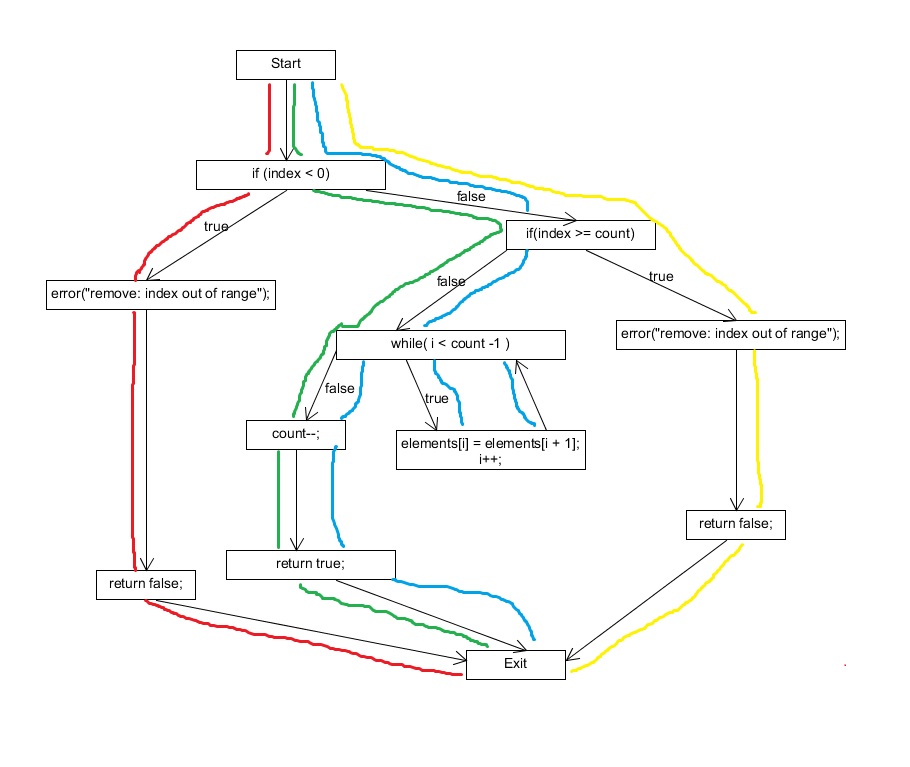 Start
if (index < 0)
false
true
if(index >= count)
false
true
error("remove: index out of range");
error("remove: index out of range");
while( i < count -1 )
false
true
count--;
elements[i] = elements[i + 1];
i++;
return false;
return true;
return false;
Exit